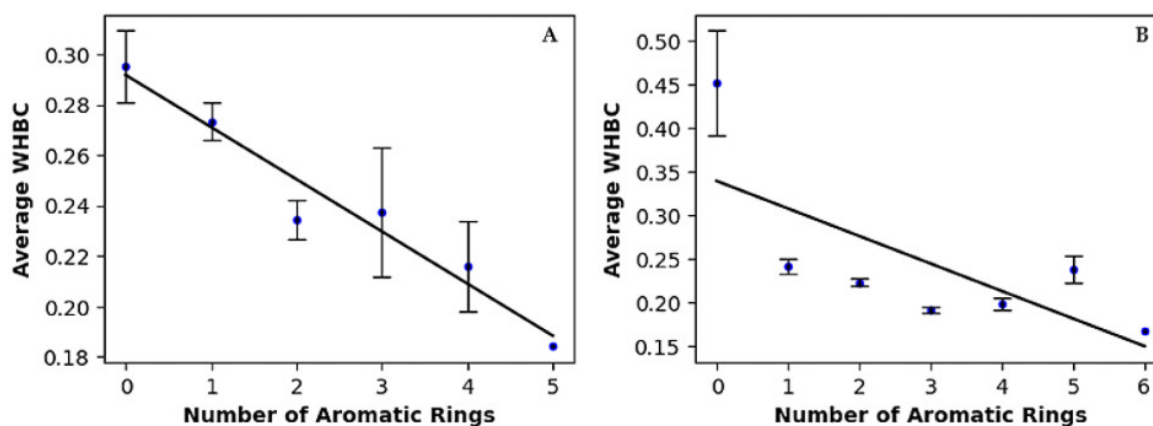 A
Average WHBC
0.30
0.28
0.26
0.24
0.22
0.20
0.18
0 1 2 3 4 5
Number of Aromatic Rings
B
Average WHBC
0.50
0.45
0.40
0.35
0.30
0.25
0.20
0.15
0 1 2 3 4 5 6
Number of Aromatic Rings